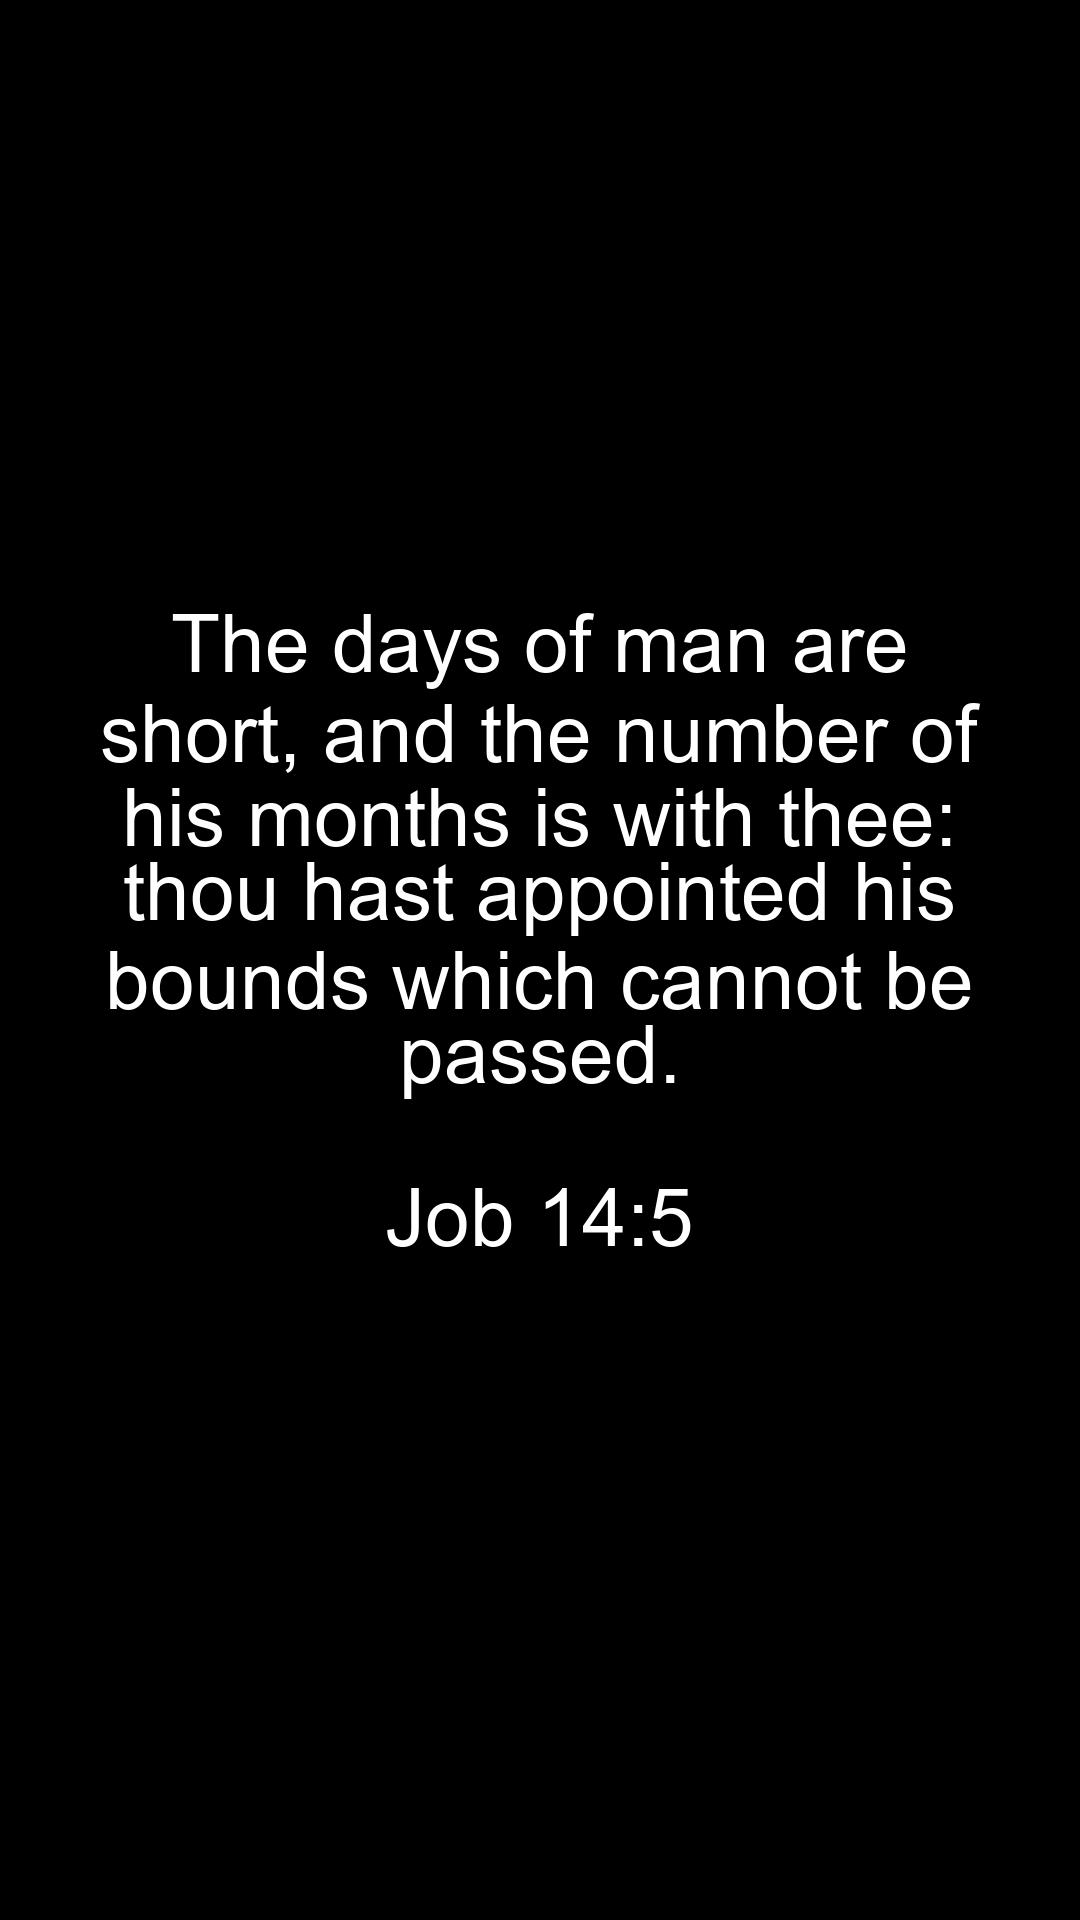 The days of man are
short, and the number of
his months is with thee:
thou hast appointed his
bounds which cannot be
passed.
Job 14:5